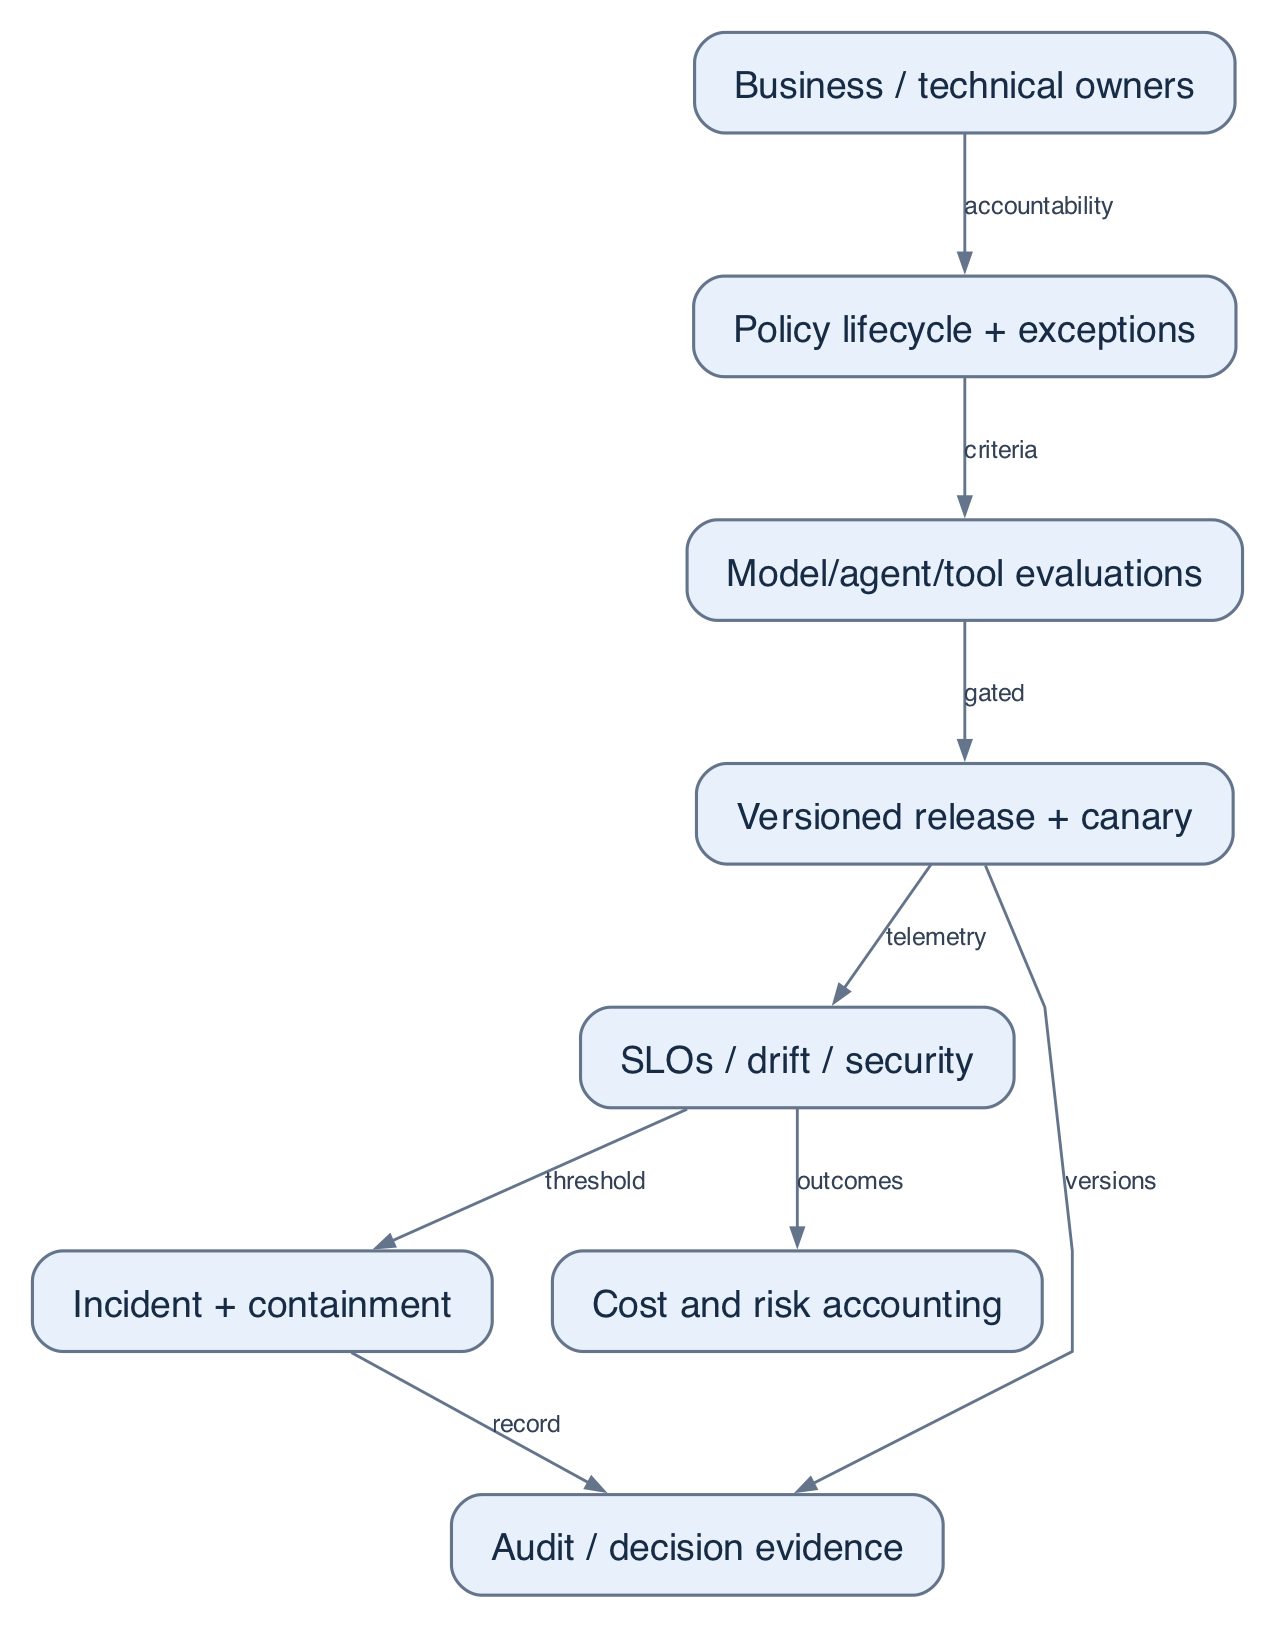 Business / technical owners
accountability
Policy lifecycle + exceptions
criteria
Model/agent/tool evaluations
gated
Versioned release + canary
telemetry
SLOs / drift / security
threshold
outcomes
versions
Incident + containment
Cost and risk accounting
record
Audit / decision evidence